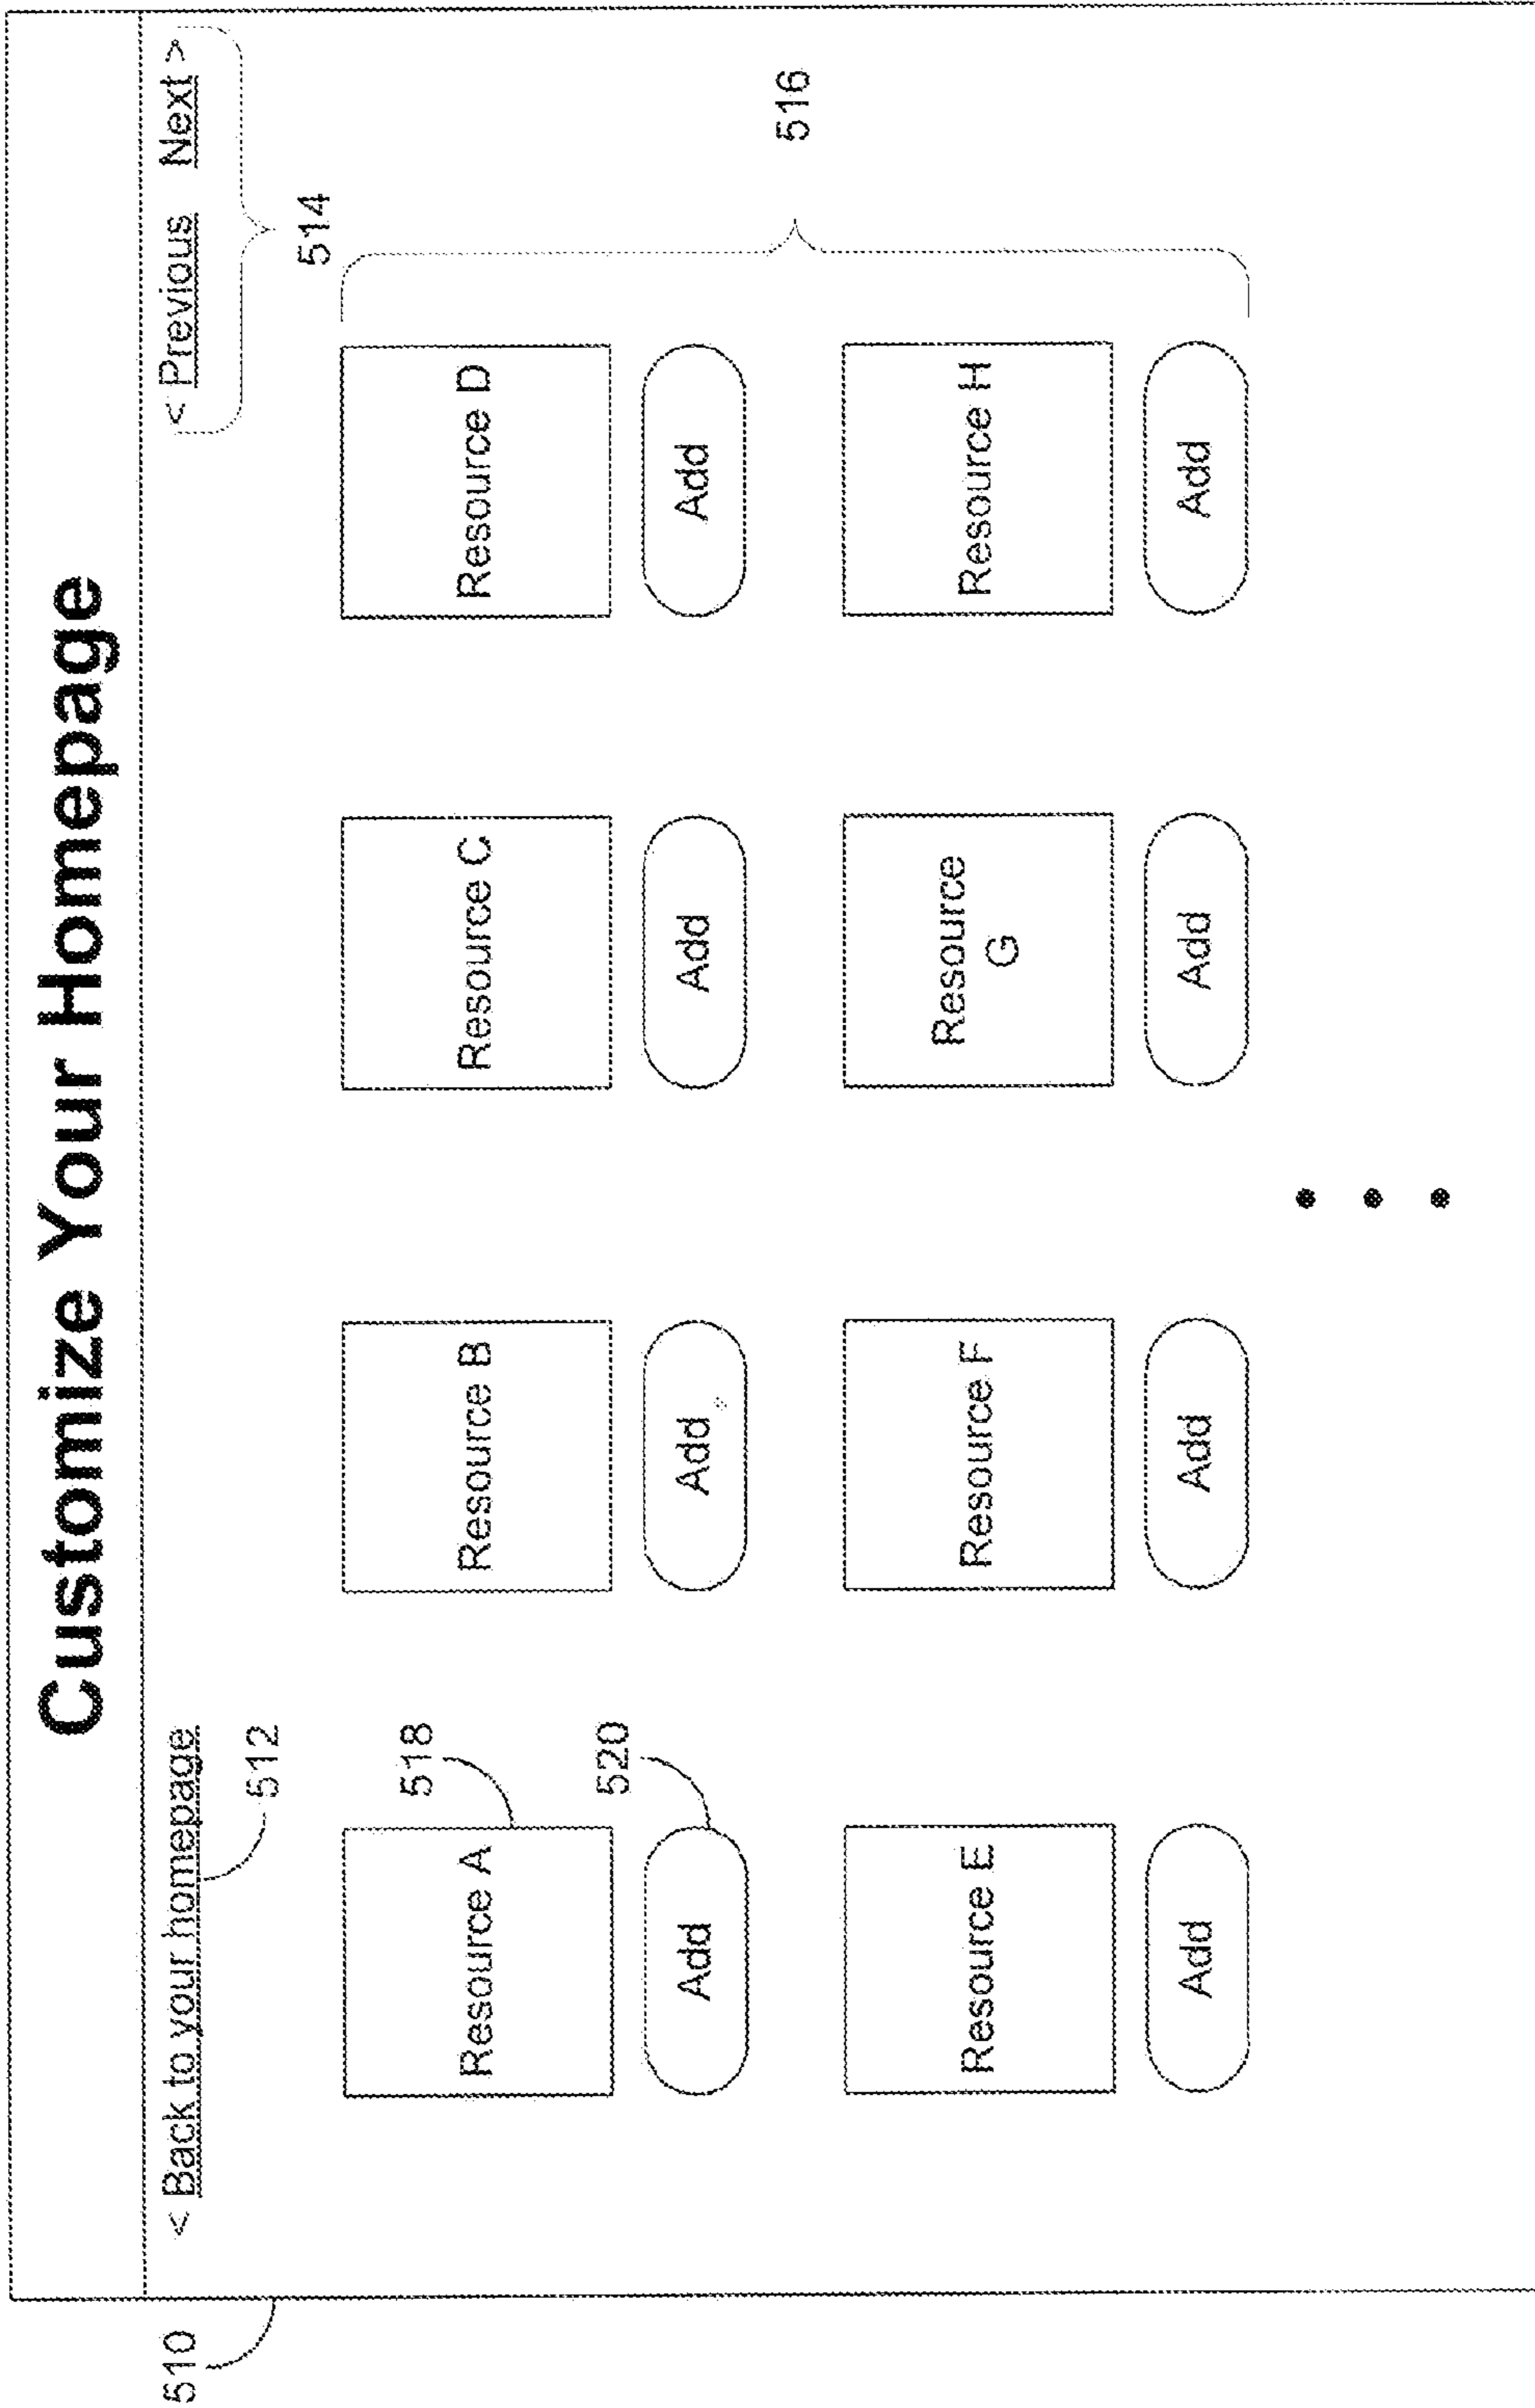 Customize Your Homepage
510
< Back to your homepage
< Previous Next >
512
514
518
Resource A
Resource B
Resource C
Resource D
520
Add
Add
Add
Add
516
Resource E
Resource F
Resource
G
Resource H
Add
Add
Add
Add